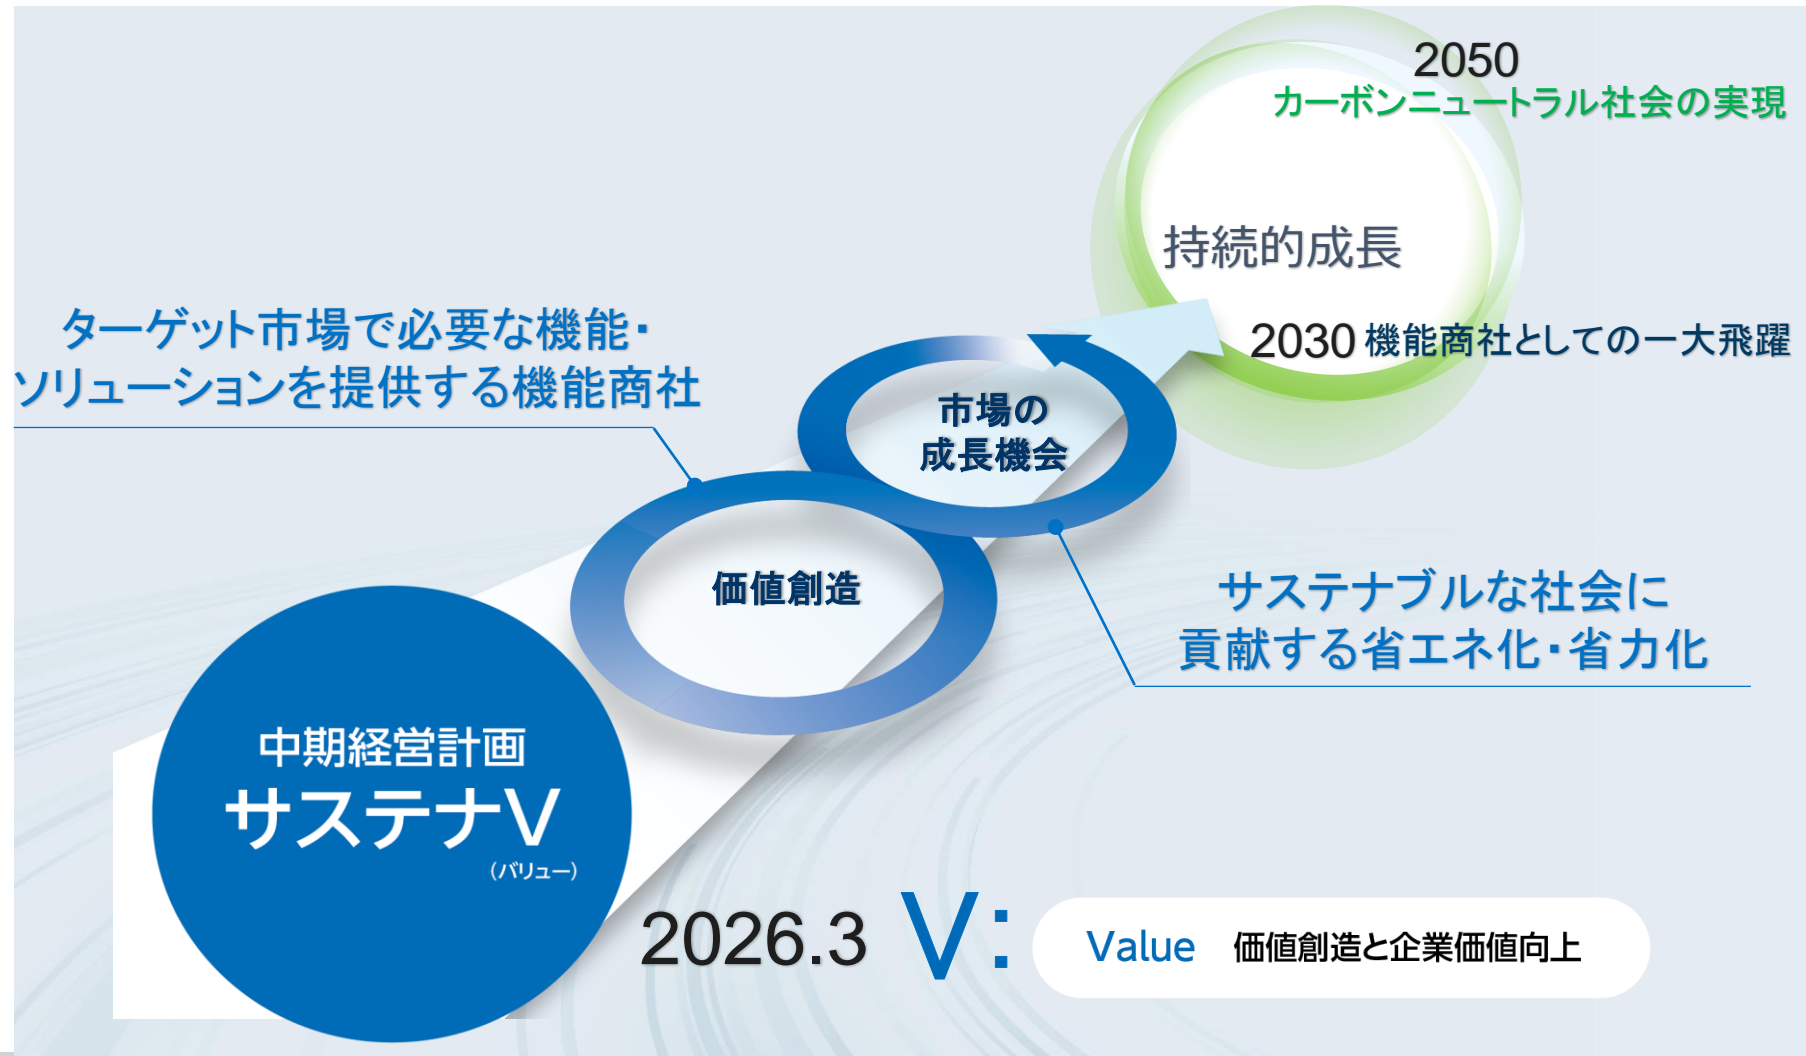 2050
カーボンニュートラル社会の実現
持続的成長
2030 機能商社としての一大飛躍
ターゲット市場で必要な機能・
ソリューションを提供する機能商社
市場の
成長機会
価値創造
サステナブルな社会に
貢献する省エネ化・省力化
中期経営計画
サステナV
（バリュー）
2026.3 V:
Value 価値創造と企業価値向上